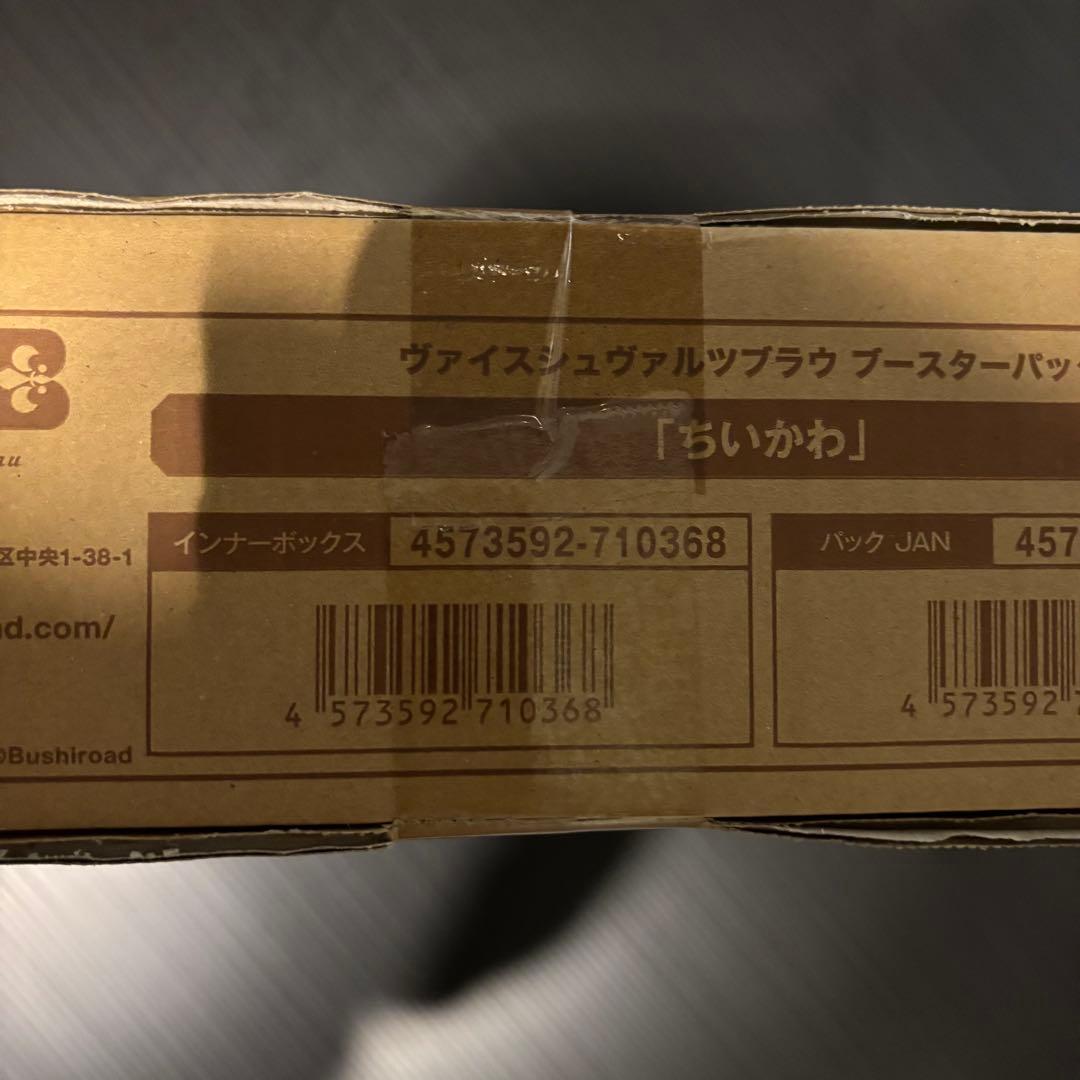 ヴァイスシュヴァルツブラウ ブースターパック
「ちいかわ」
区中央1-38-1
インナーボックス 4573592-710368
パック JAN 457
d.com/
4 573592 710368
4 573592
©Bushiroad